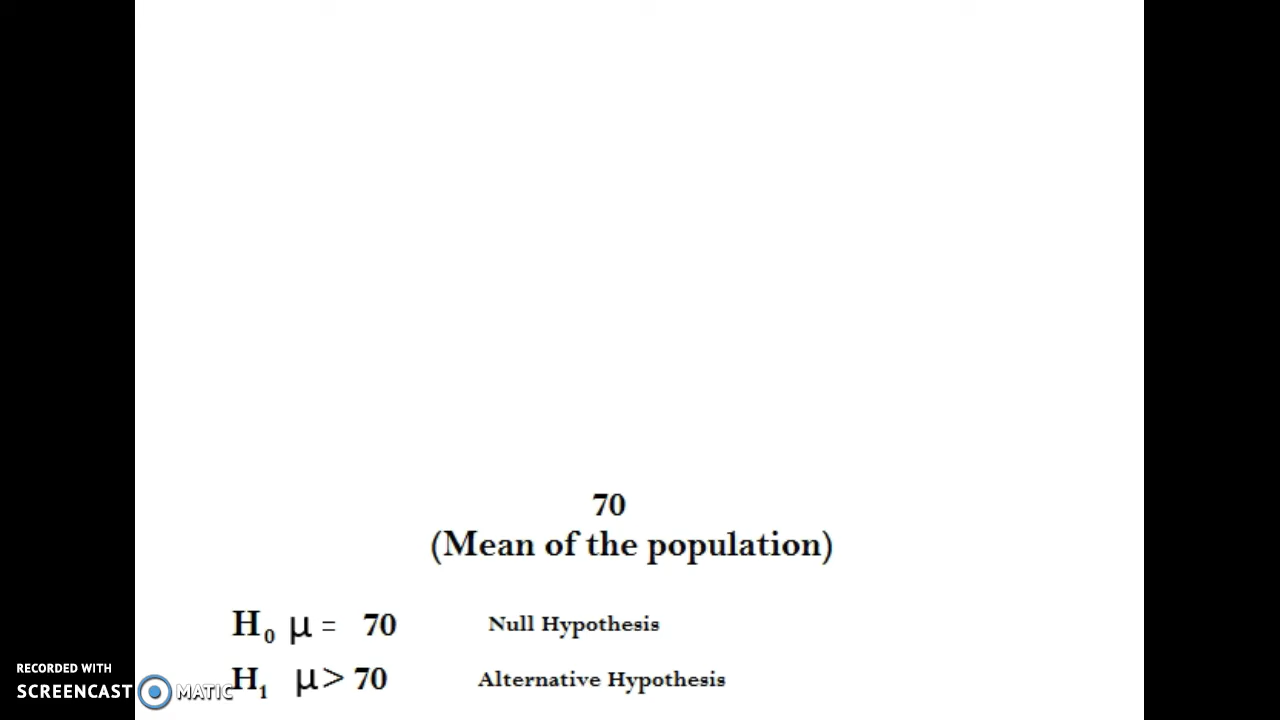 70
(Mean of the population)
H₀ μ = 70 Null Hypothesis
H₁ μ > 70 Alternative Hypothesis
RECORDED WITH
SCREENCAST MATIC